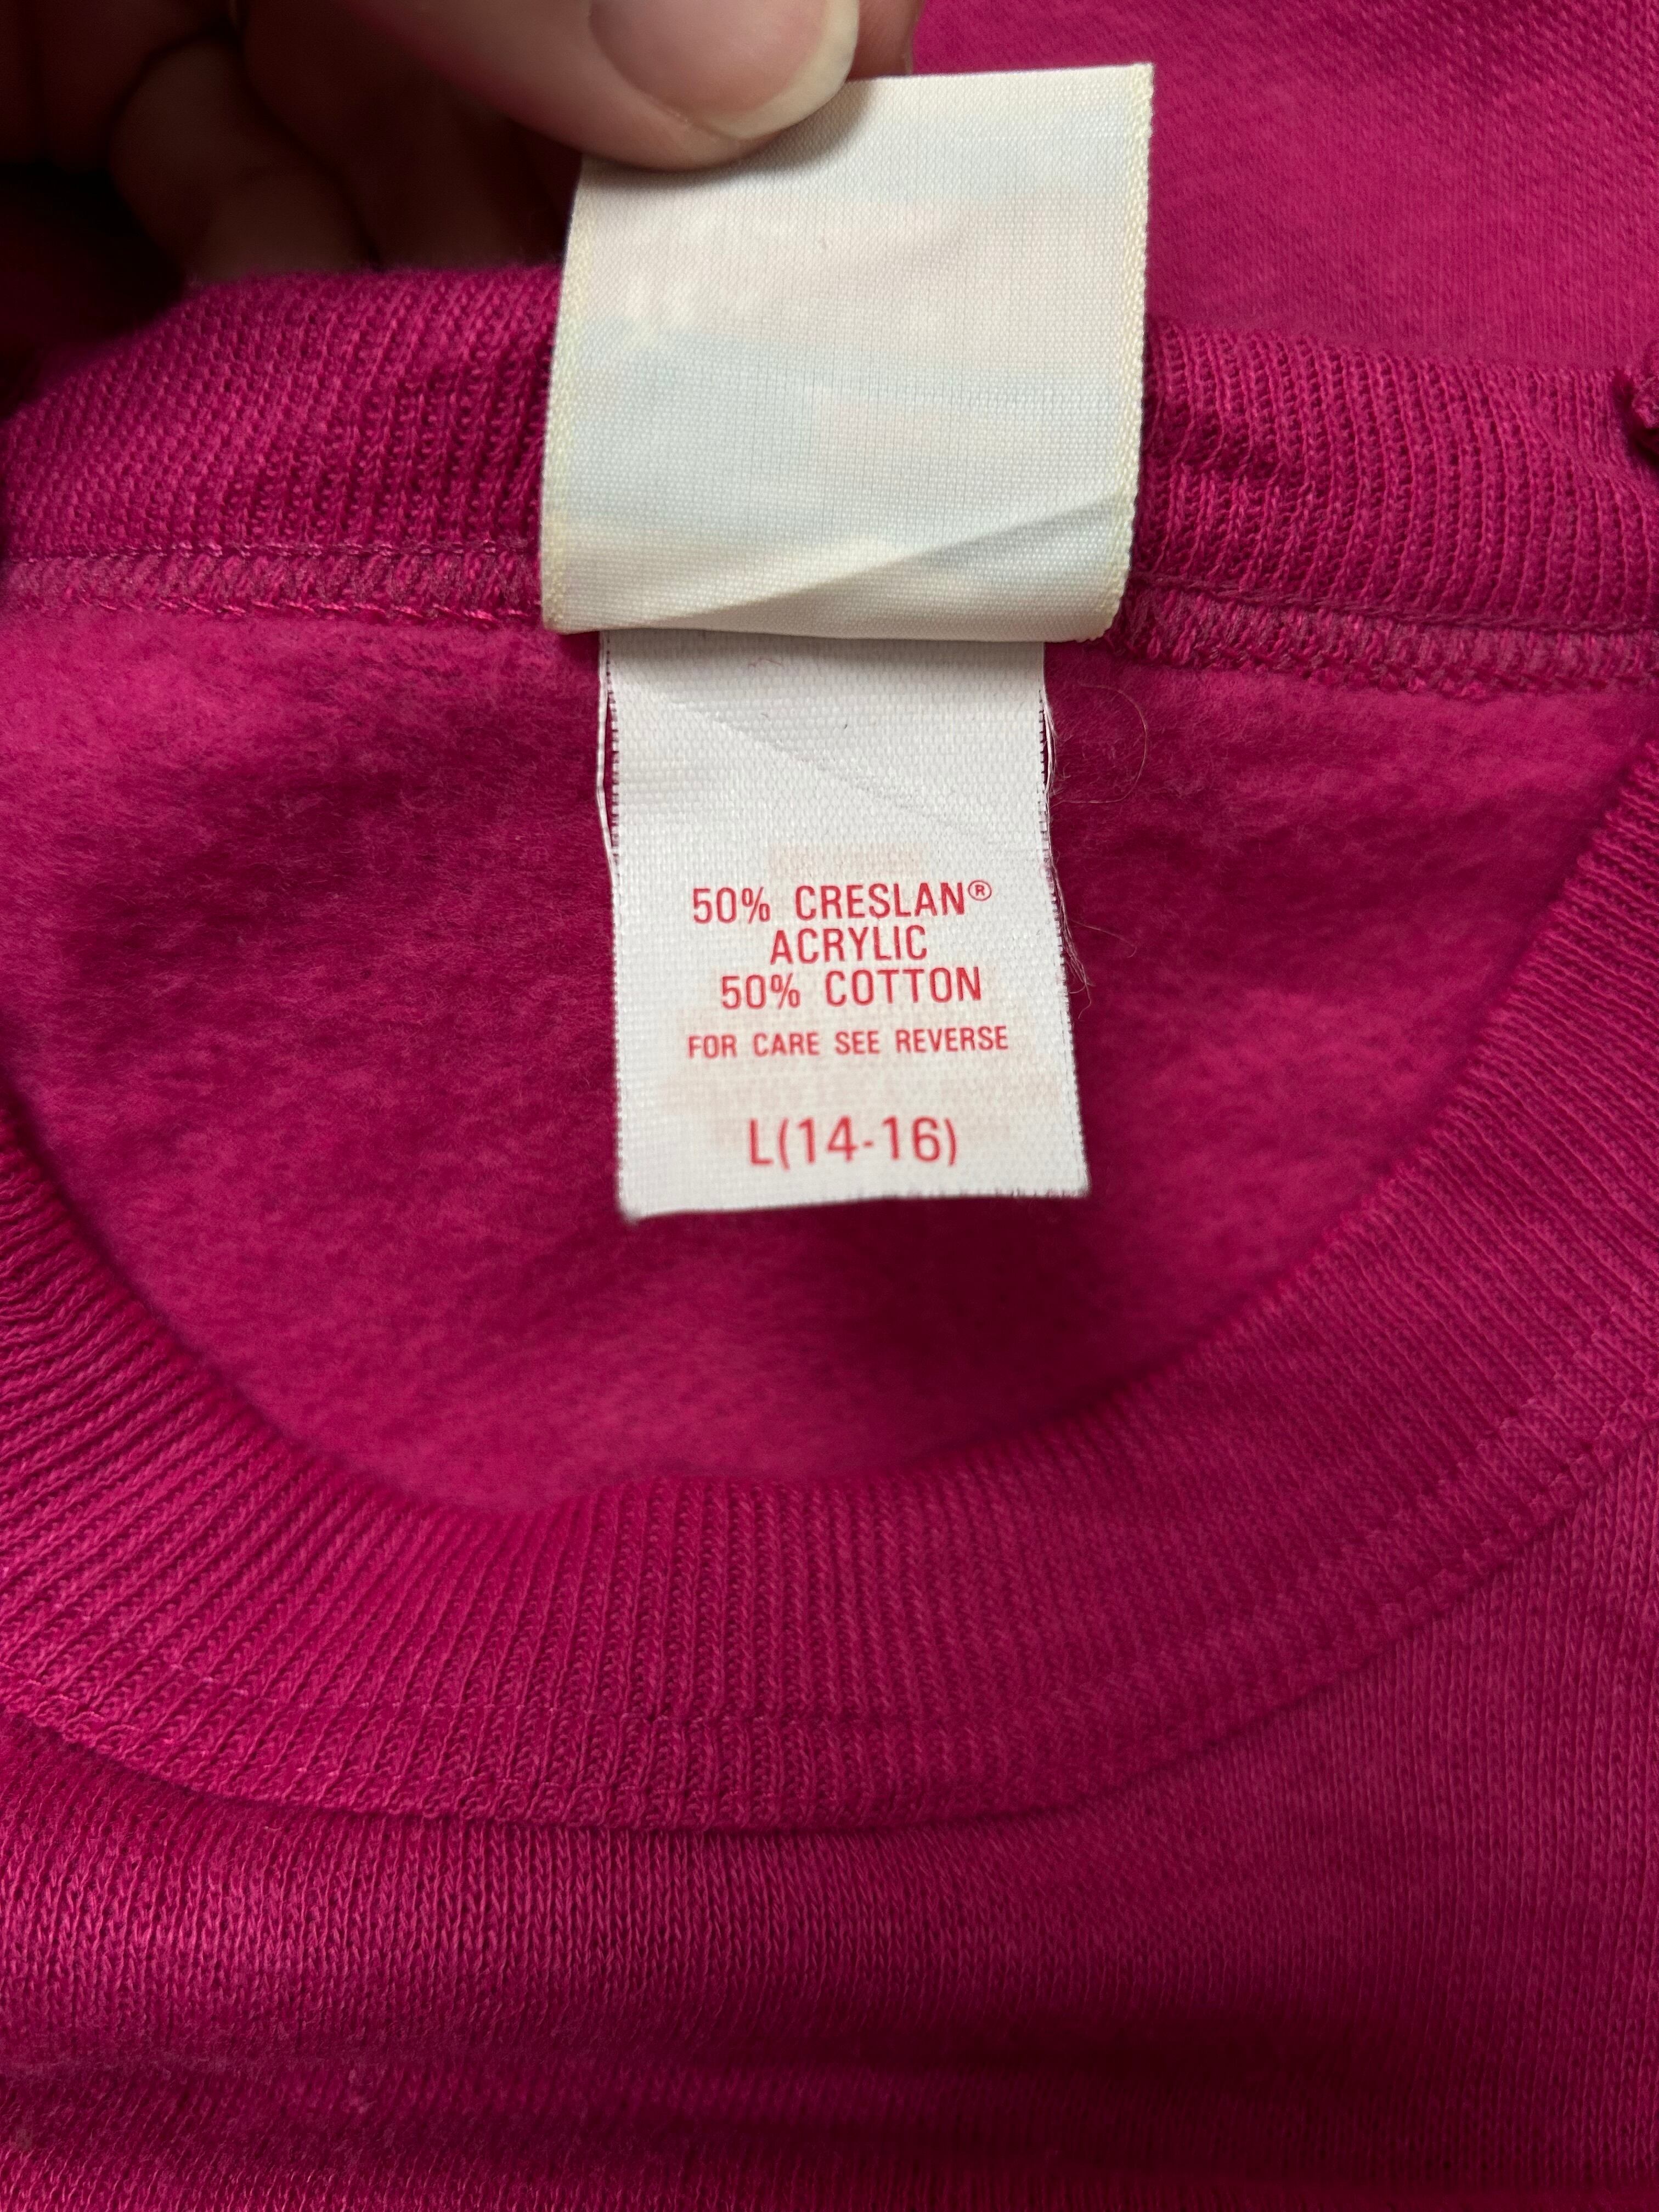 50% CRESLAN®
ACRYLIC
50% COTTON
FOR CARE SEE REVERSE
L(14-16)